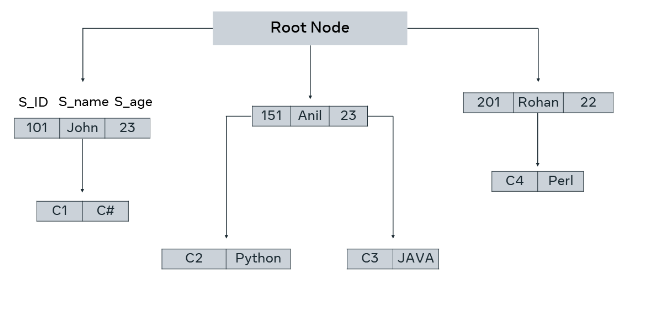 Root Node
S_ID S_name S_age
101 John 23
151 Anil 23
201 Rohan 22
C1 C#
C2 Python
C3 JAVA
C4 Perl